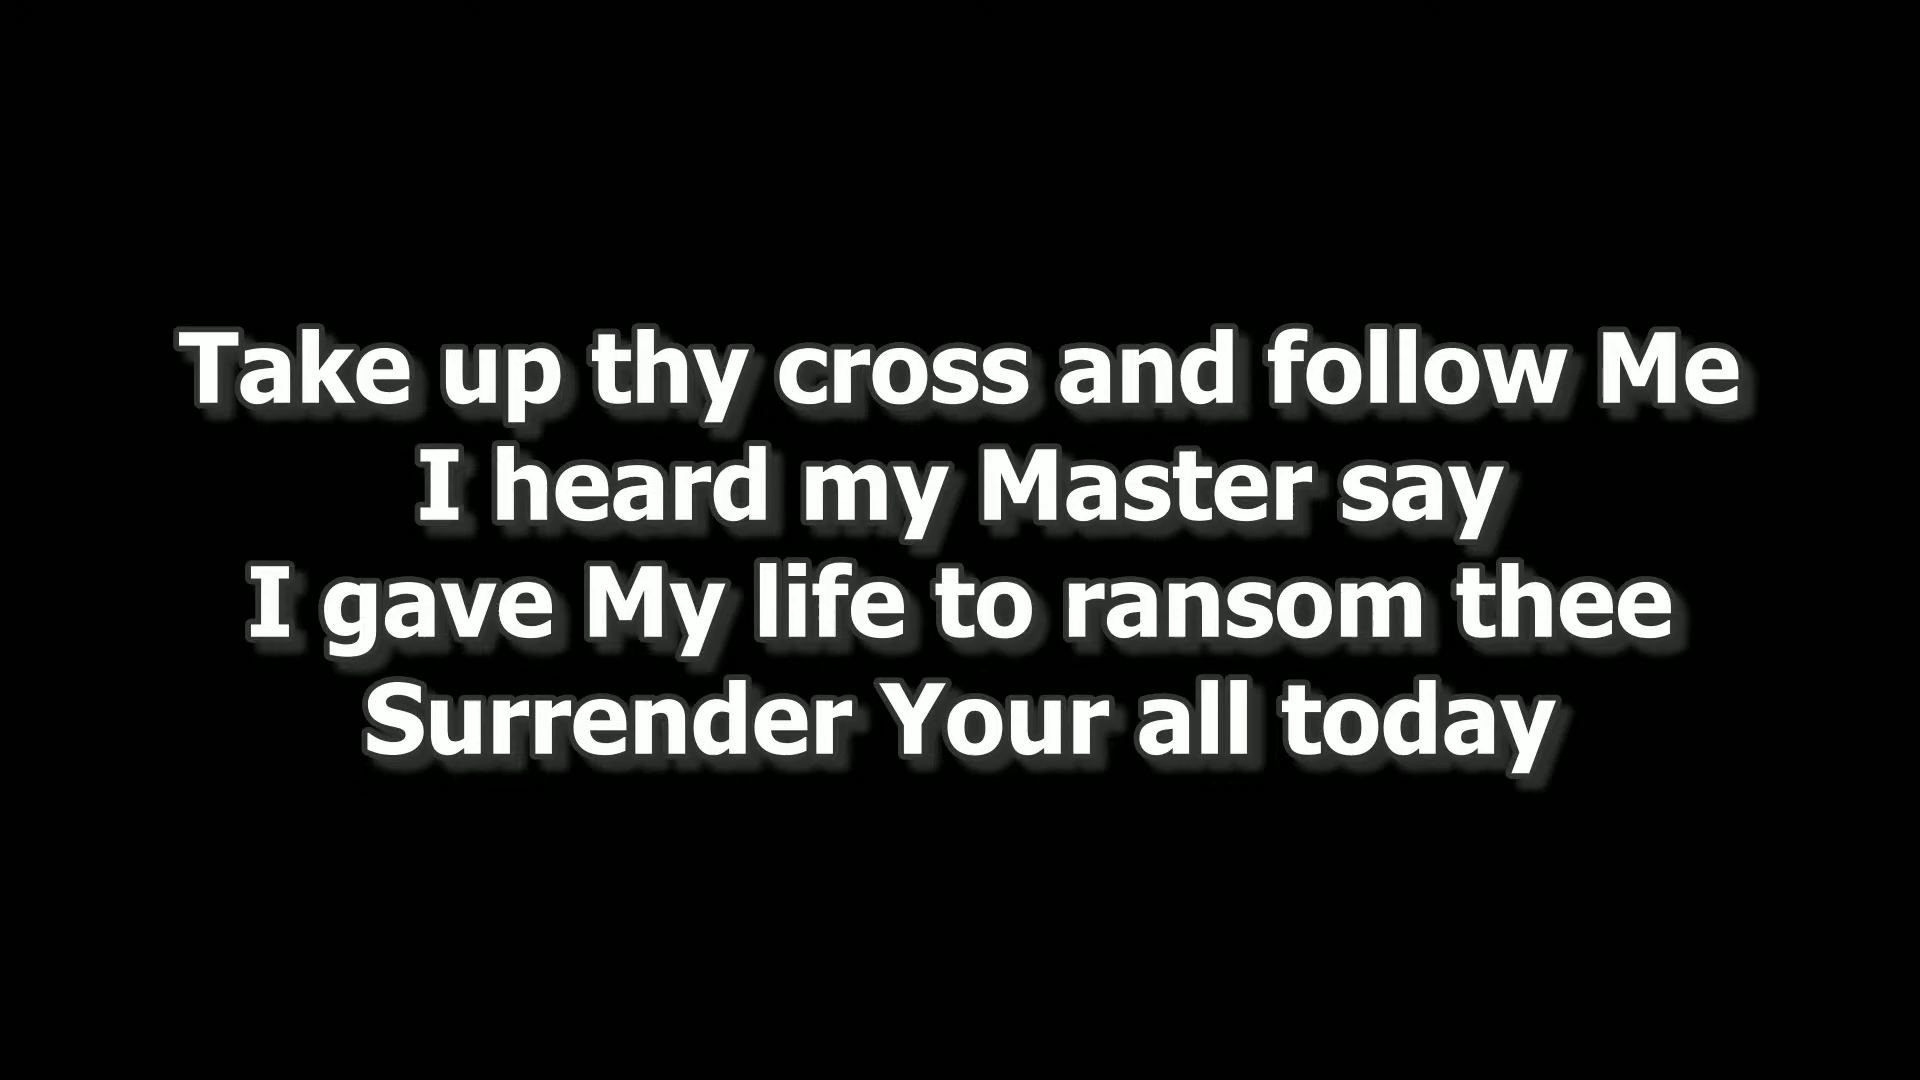 Take up thy cross and follow Me
I heard my Master say
I gave My life to ransom thee
Surrender Your all today